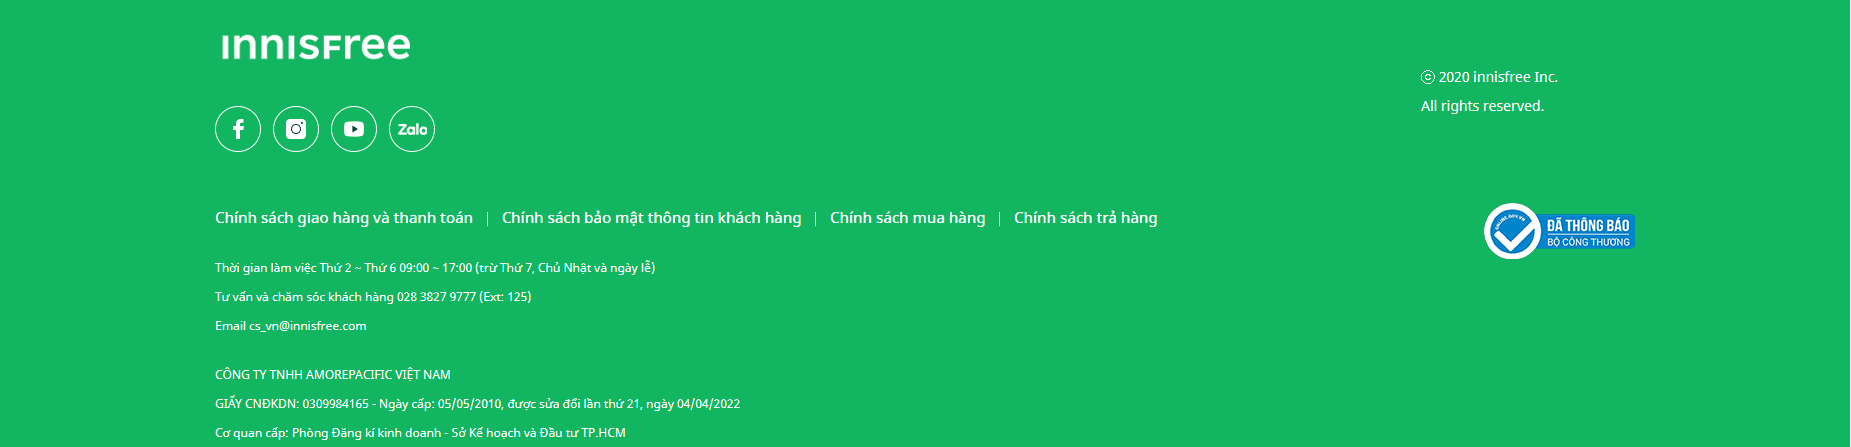 innisfree
Zalo
© 2020 innisfree Inc.
All rights reserved.
Chính sách giao hàng và thanh toán | Chính sách bảo mật thông tin khách hàng | Chính sách mua hàng | Chính sách trả hàng
ONLINE.GOV.VN
ĐÃ THÔNG BÁO
BỘ CÔNG THƯƠNG
Thời gian làm việc Thứ 2 ~ Thứ 6 09:00 ~ 17:00 (trừ Thứ 7, Chủ Nhật và ngày lễ)
Tư vấn và chăm sóc khách hàng 028 3827 9777 (Ext: 125)
Email cs_vn@innisfree.com
CÔNG TY TNHH AMOREPACIFIC VIỆT NAM
GIẤY CNĐKDN: 0309984165 - Ngày cấp: 05/05/2010, được sửa đổi lần thứ 21, ngày 04/04/2022
Cơ quan cấp: Phòng Đăng kí kinh doanh - Sở Kế hoạch và Đầu tư TP.HCM